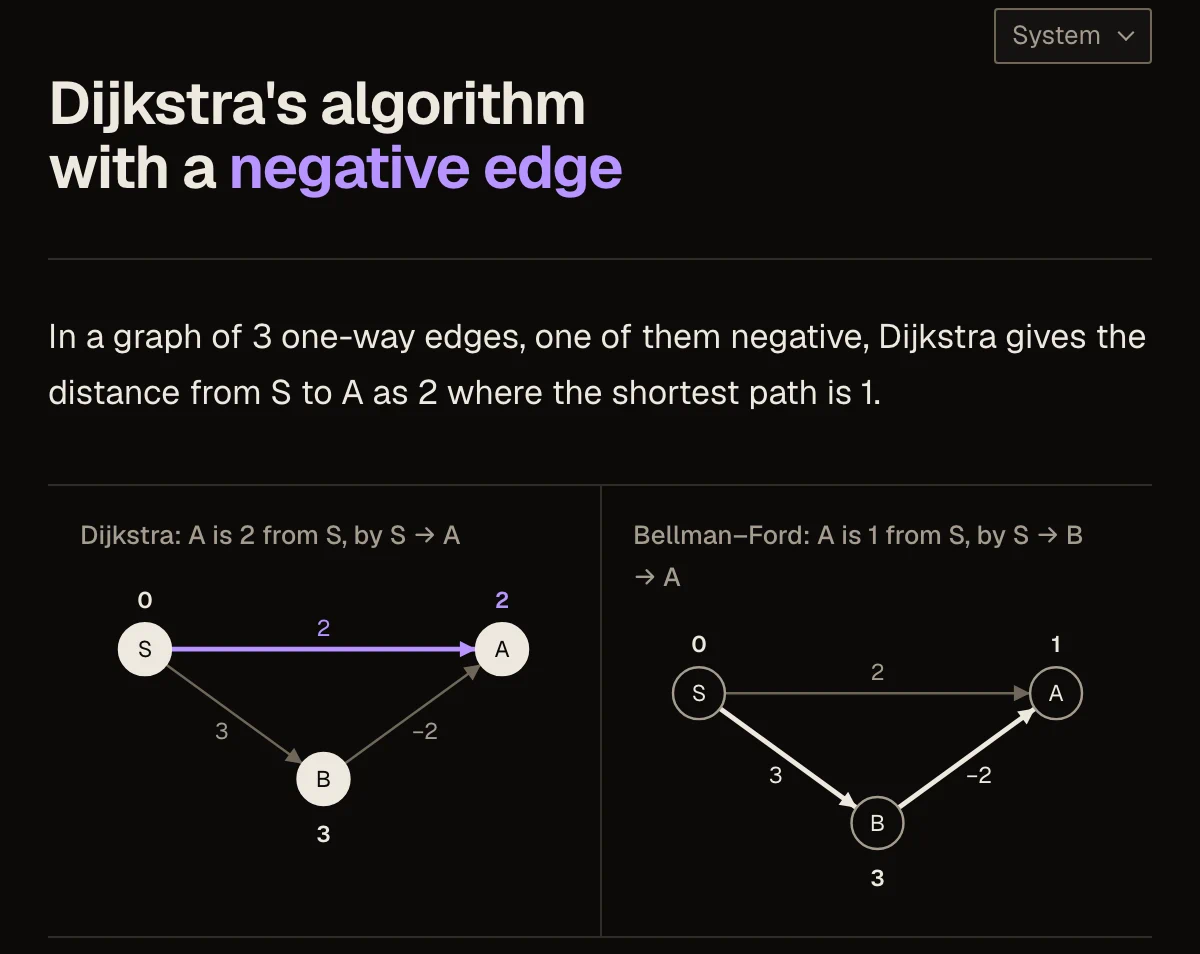 System
Dijkstra's algorithm
with a negative edge
In a graph of 3 one-way edges, one of them negative, Dijkstra gives the
distance from S to A as 2 where the shortest path is 1.
Dijkstra: A is 2 from S, by S → A
0
2
2
S
A
3
−2
B
3
Bellman–Ford: A is 1 from S, by S → B
→ A
0
1
2
S
A
3
−2
B
3